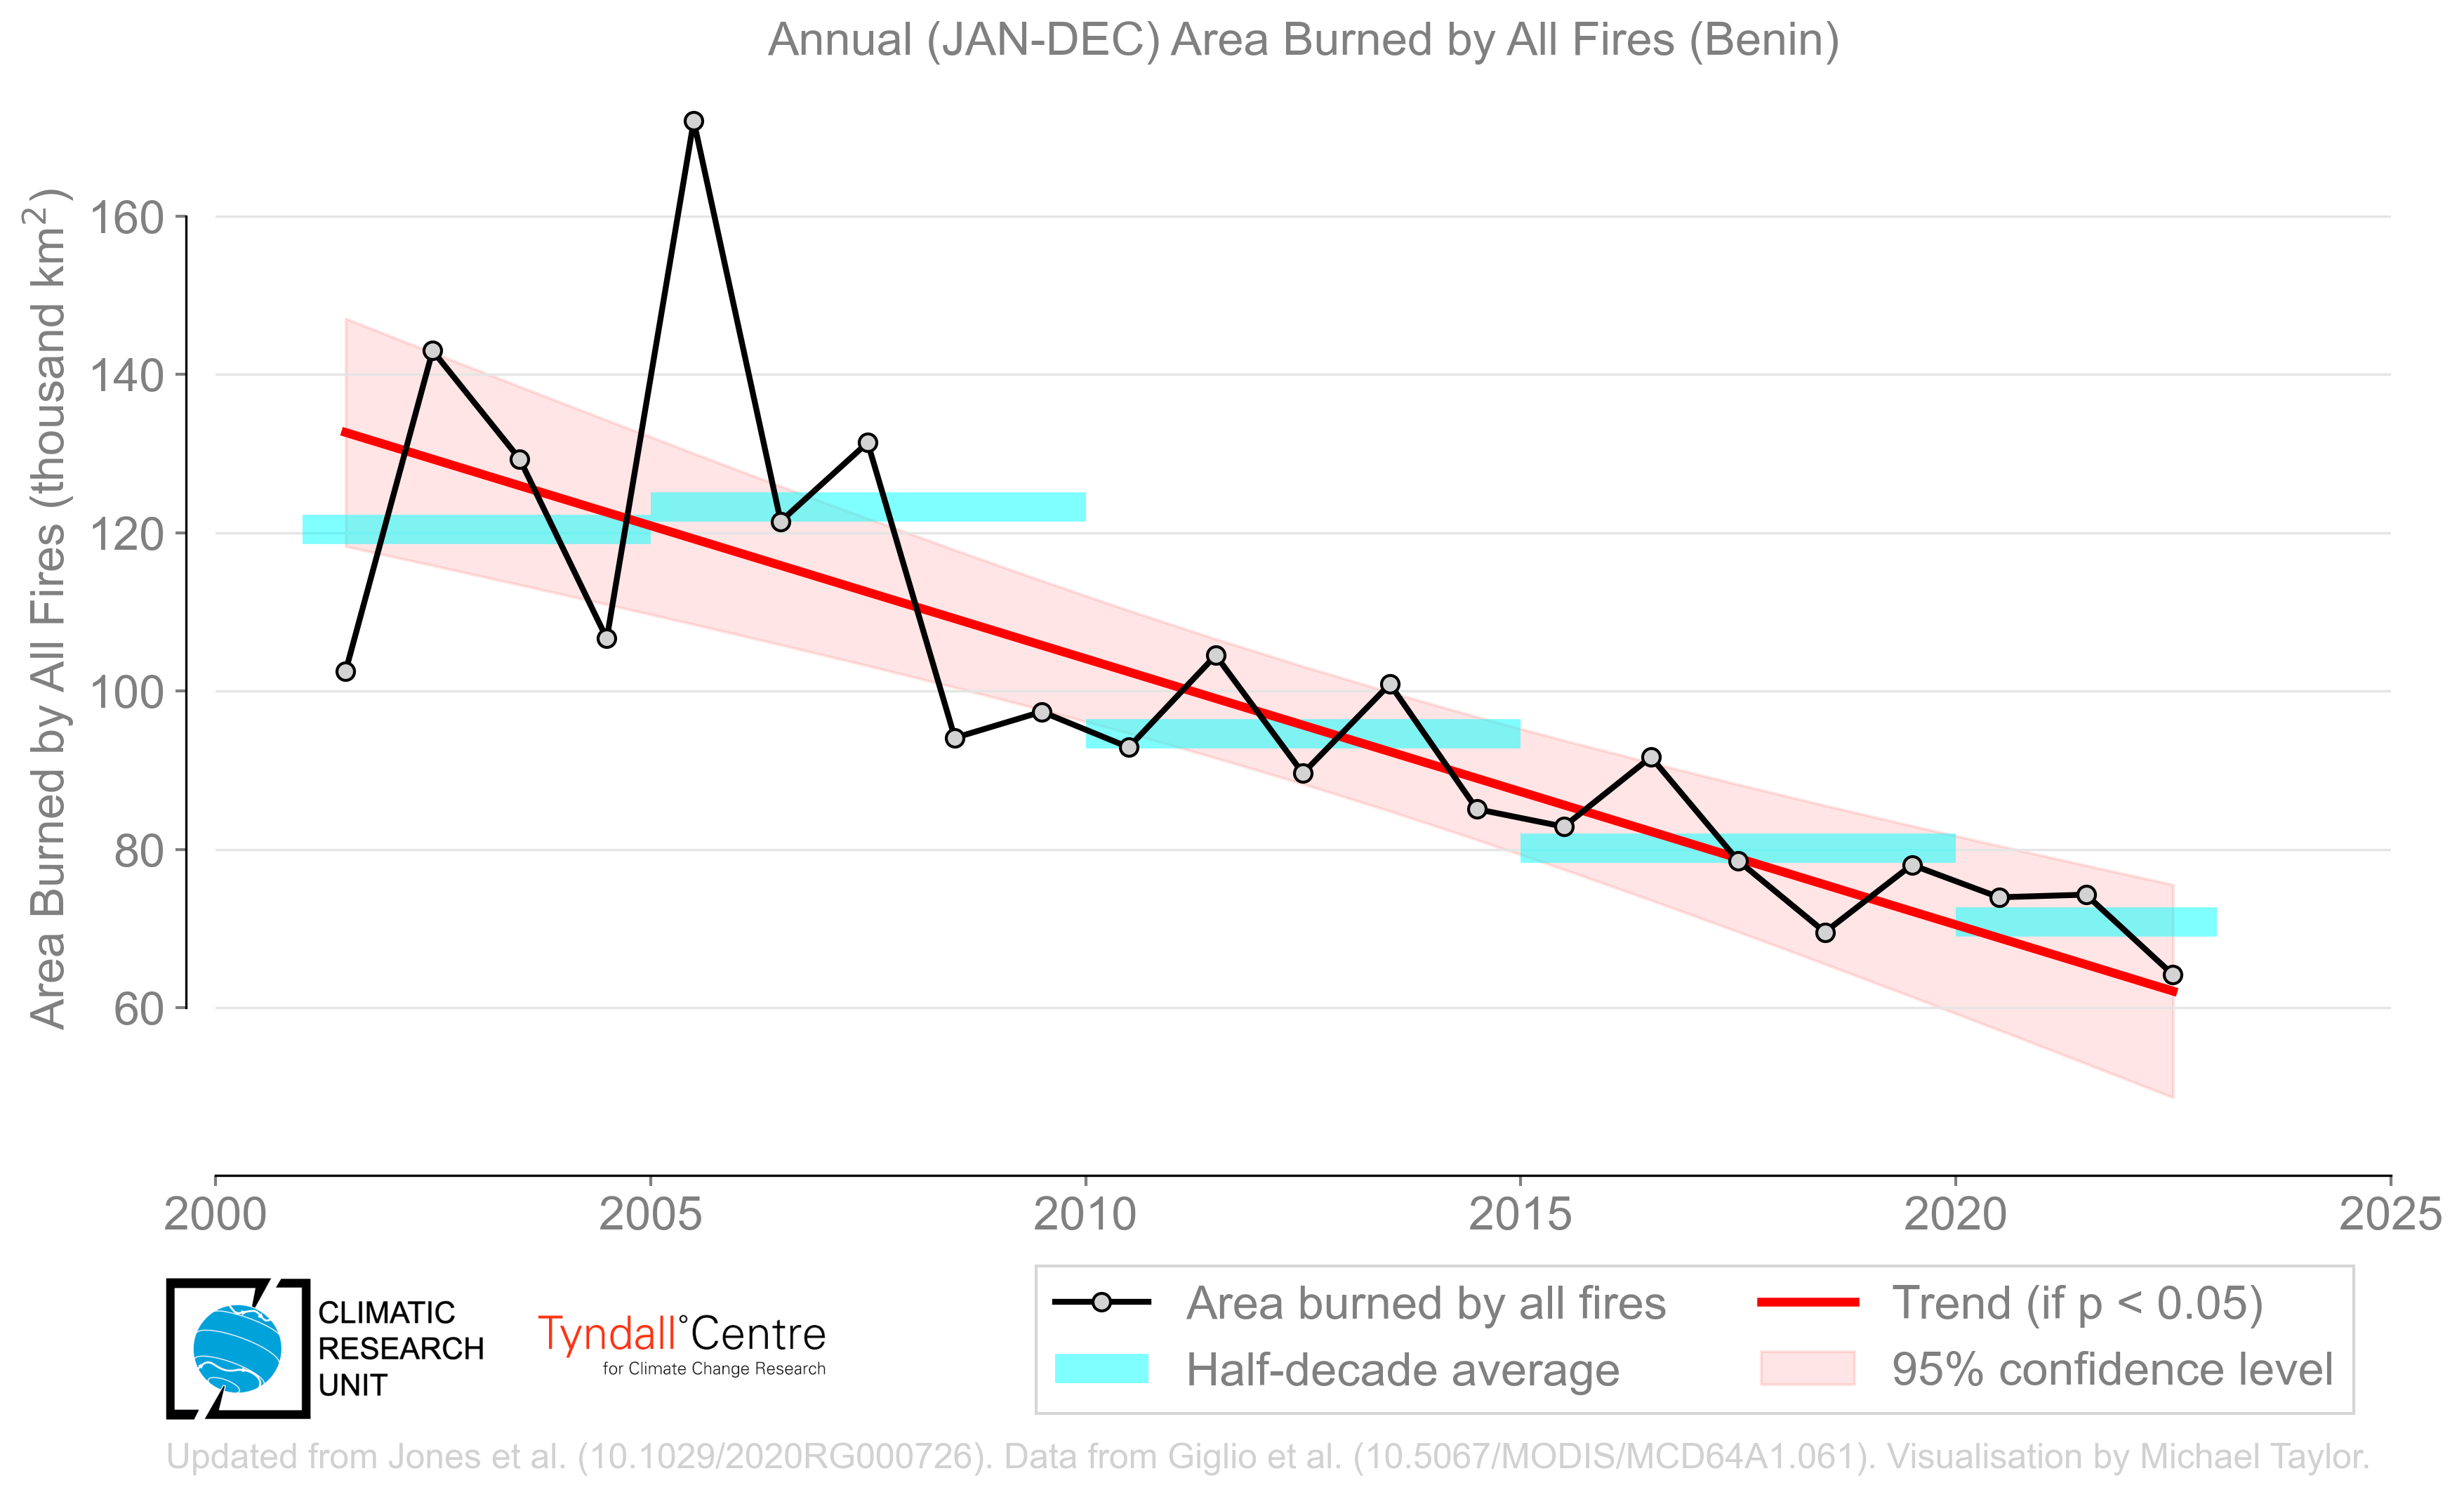 Annual (JAN-DEC) Area Burned by All Fires (Benin)
Area Burned by All Fires (thousand km²)
160
140
120
100
80
60
2000
2005
2010
2015
2020
2025
CLIMATIC
RESEARCH
UNIT
Tyndall°Centre
for Climate Change Research
Area burned by all fires
Half-decade average
Trend (if p < 0.05)
95% confidence level
Updated from Jones et al. (10.1029/2020RG000726). Data from Giglio et al. (10.5067/MODIS/MCD64A1.061). Visualisation by Michael Taylor.